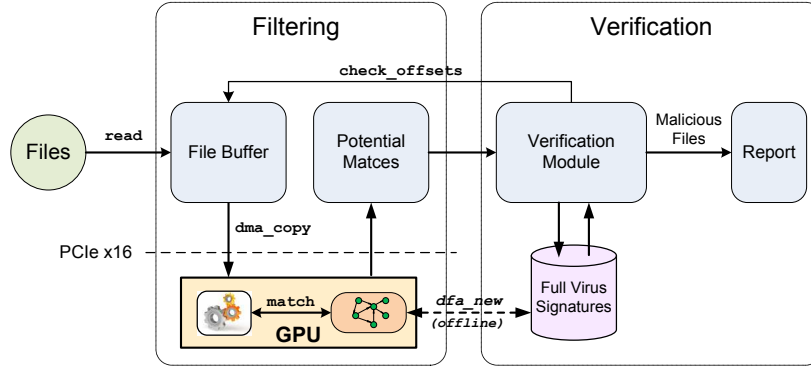 Filtering
Verification
check_offsets
Files
read
File Buffer
Potential
Matces
Verification
Module
Malicious
Files
Report
dma_copy
PCIe x16
match
GPU
dfa_new
(offline)
Full Virus
Signatures